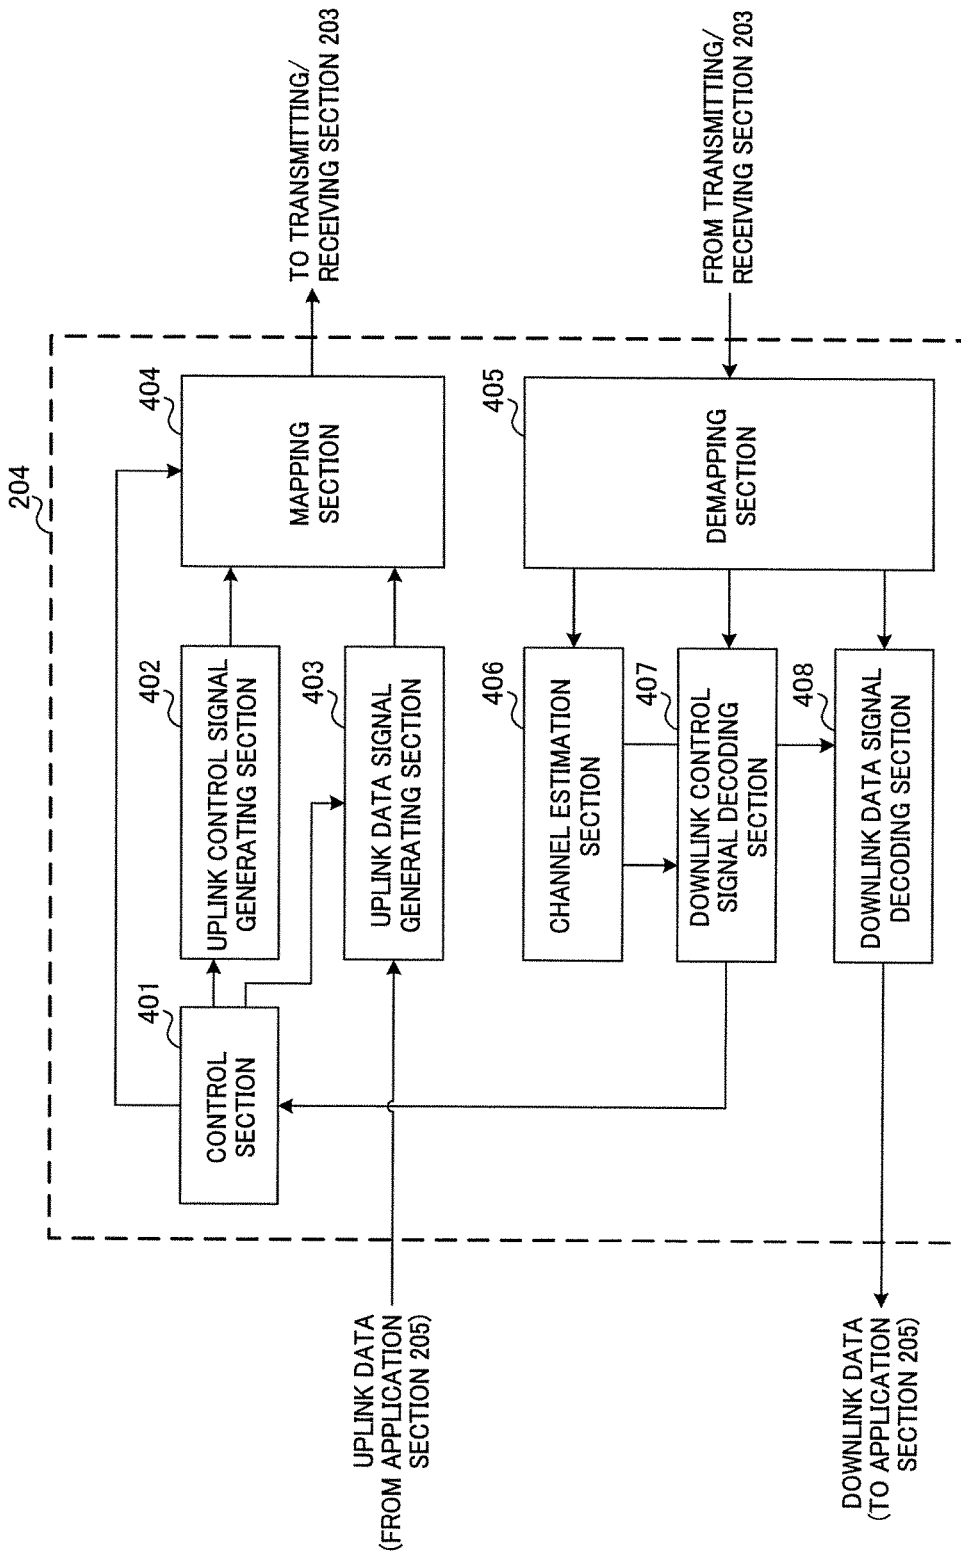 204
401
CONTROL
SECTION
402
UPLINK CONTROL SIGNAL
GENERATING SECTION
403
UPLINK DATA SIGNAL
GENERATING SECTION
404
MAPPING
SECTION
TO TRANSMITTING/
RECEIVING SECTION 203
UPLINK DATA
(FROM APPLICATION
SECTION 205)
406
CHANNEL ESTIMATION
SECTION
407
DOWNLINK CONTROL
SIGNAL DECODING
SECTION
408
DOWNLINK DATA SIGNAL
DECODING SECTION
405
DEMAPPING
SECTION
FROM TRANSMITTING/
RECEIVING SECTION 203
DOWNLINK DATA
(TO APPLICATION
SECTION 205)